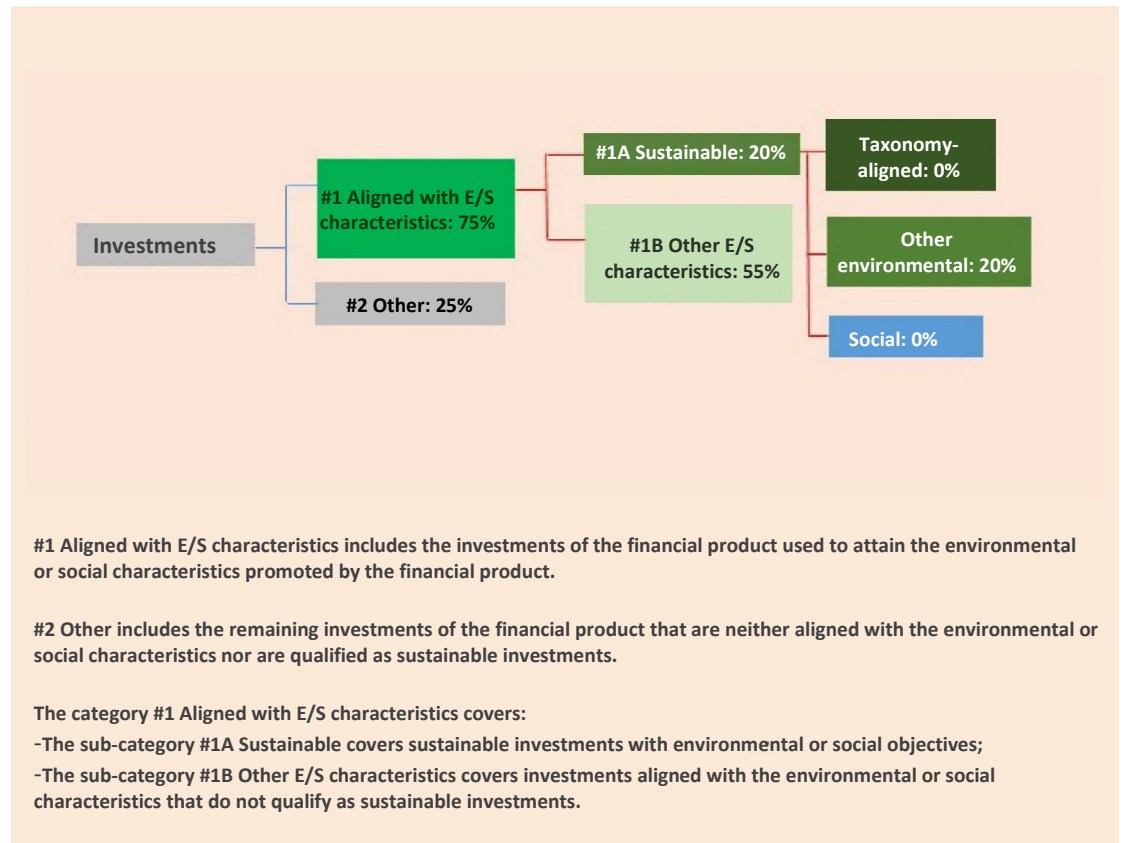 Investments
#1 Aligned with E/S
characteristics: 75%
#2 Other: 25%
#1A Sustainable: 20%
#1B Other E/S
characteristics: 55%
Taxonomy-
aligned: 0%
Other
environmental: 20%
Social: 0%
#1 Aligned with E/S characteristics includes the investments of the financial product used to attain the environmental
or social characteristics promoted by the financial product.
#2 Other includes the remaining investments of the financial product that are neither aligned with the environmental or
social characteristics nor are qualified as sustainable investments.
The category #1 Aligned with E/S characteristics covers:
-The sub-category #1A Sustainable covers sustainable investments with environmental or social objectives;
-The sub-category #1B Other E/S characteristics covers investments aligned with the environmental or social
characteristics that do not qualify as sustainable investments.